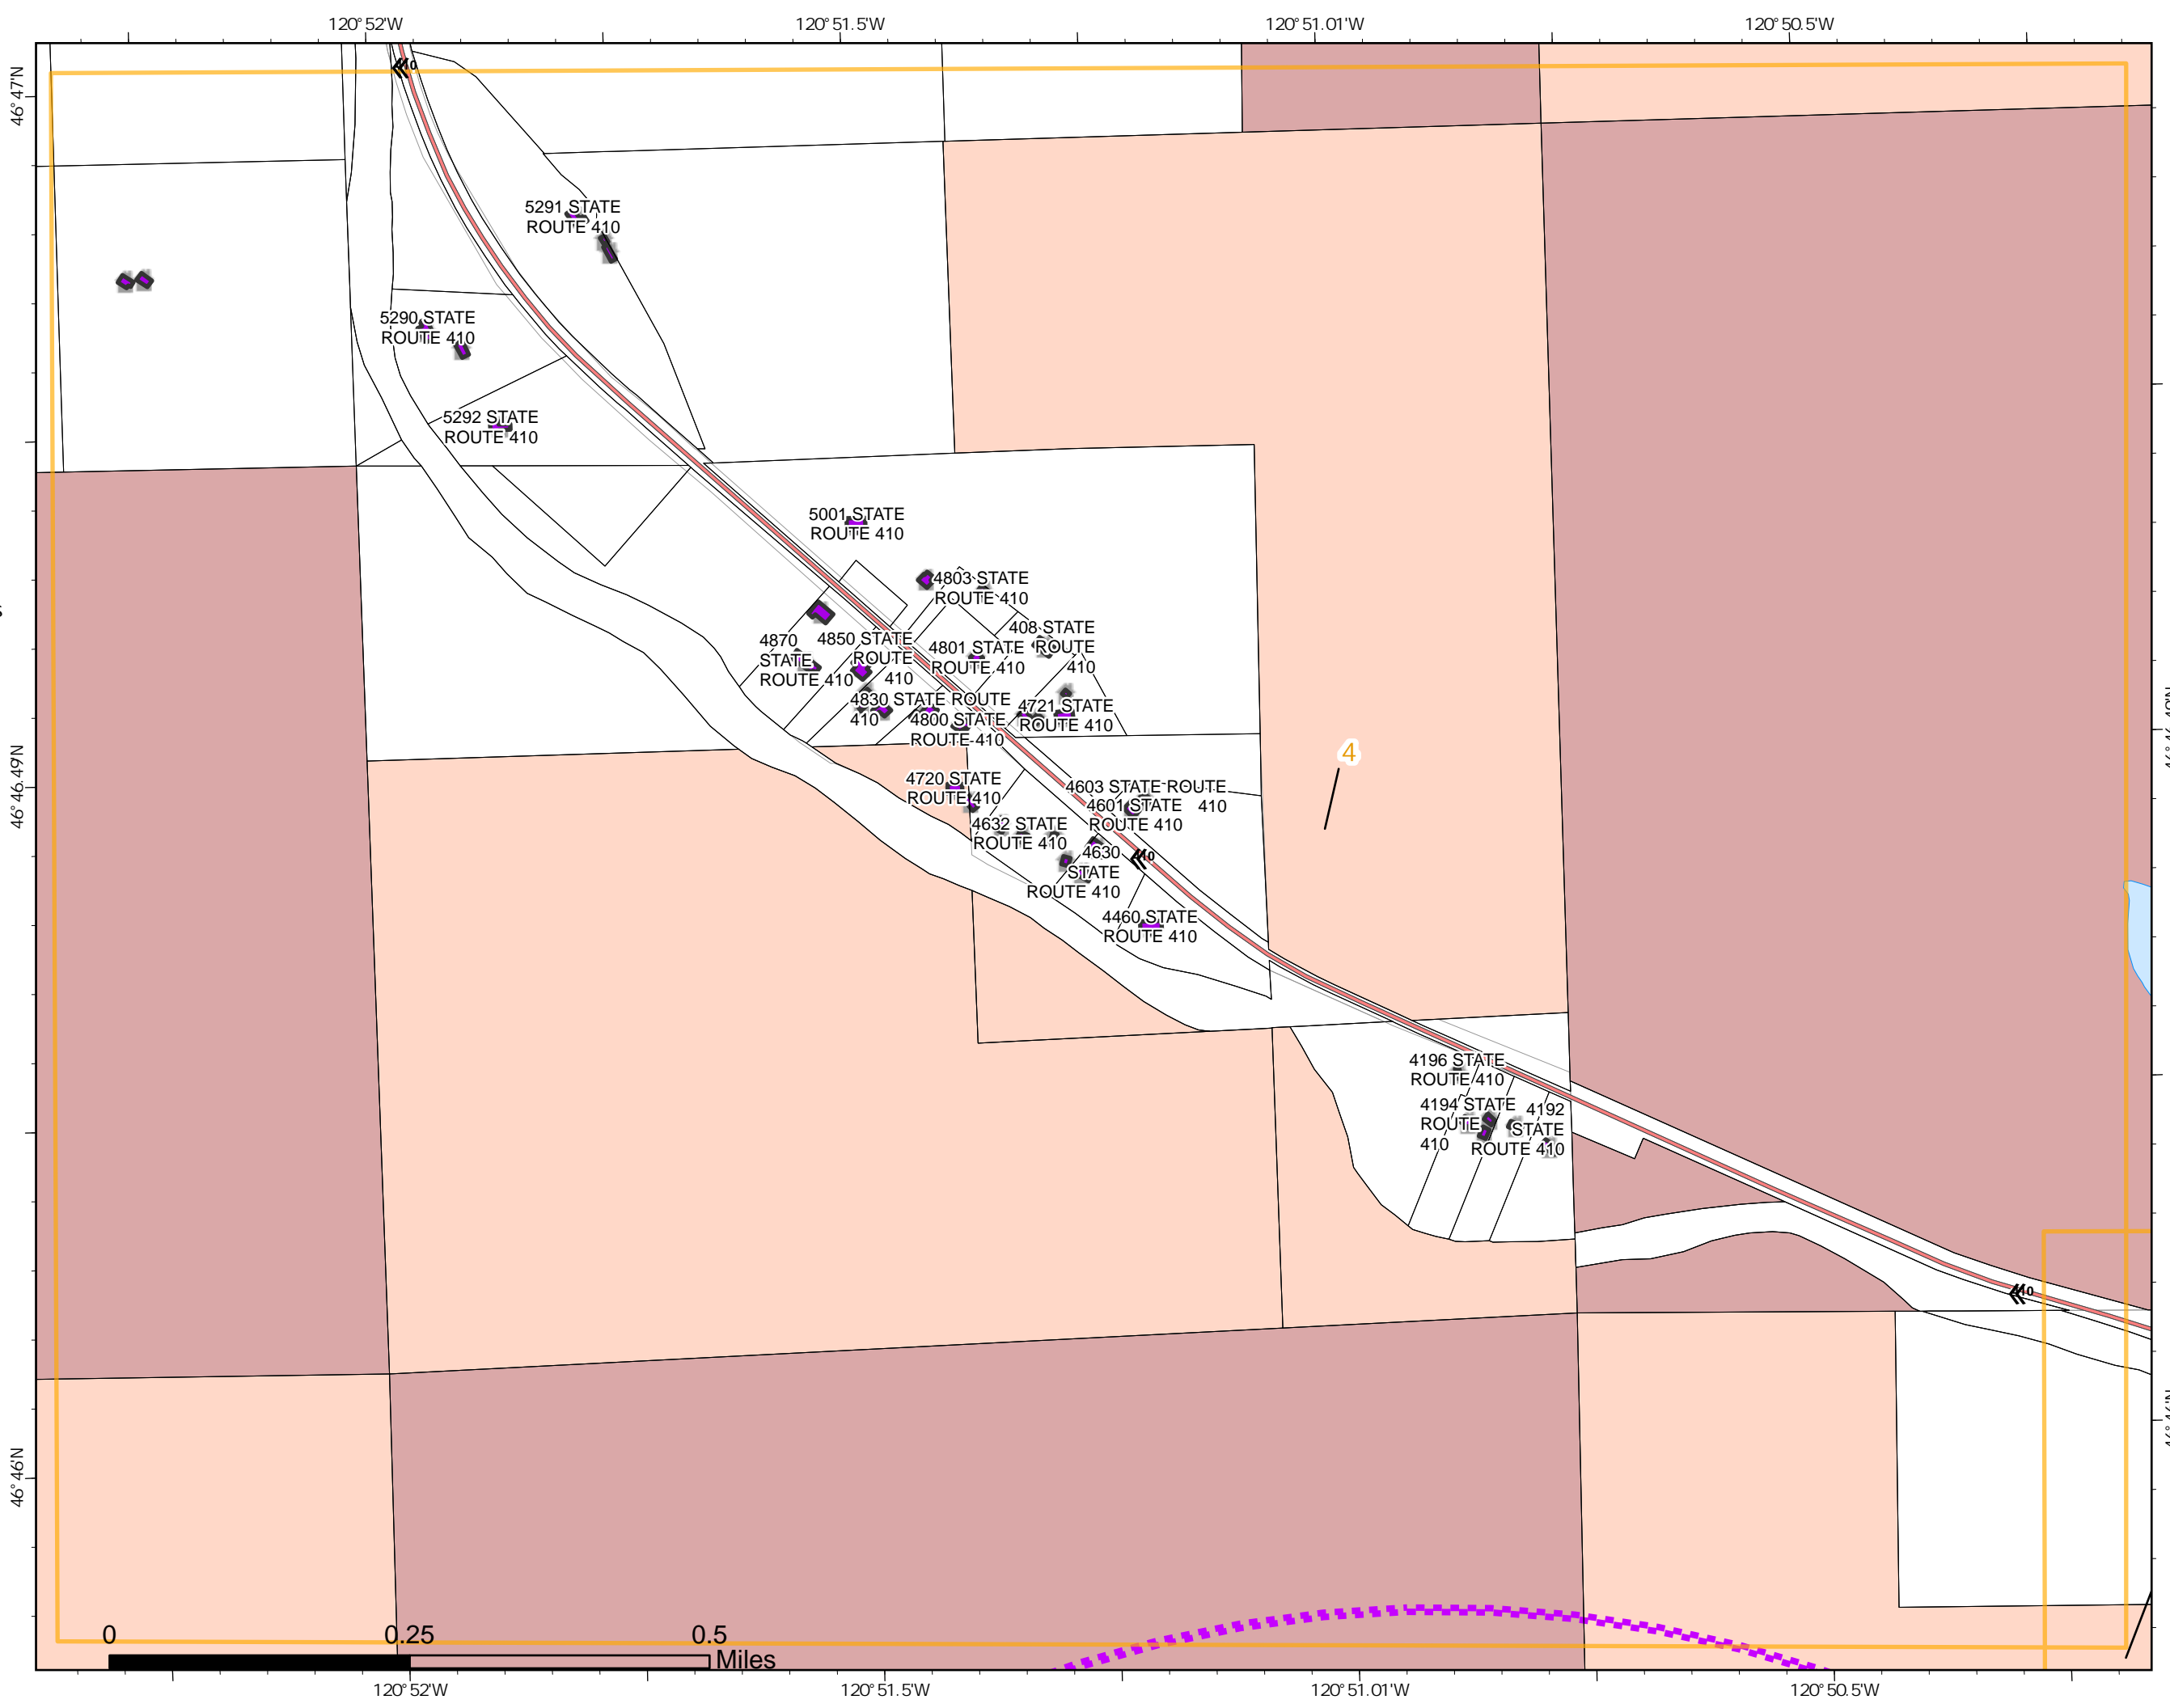 120°52'W 120°51.5'W 120°51.01'W 120°50.5'W
46°47'N
5291 STATE
ROUTE 410
5290 STATE
ROUTE 410
5292 STATE
ROUTE 410
5001 STATE
ROUTE 410
4803 STATE
ROUTE 410
408 STATE
ROUTE
410
4870
STATE
ROUTE 410
4850 STATE
ROUTE
410
4801 STATE
ROUTE 410
4830 STATE ROUTE
410
4800 STATE
ROUTE 410
4721 STATE
ROUTE 410
46°46.49'N
4
4720 STATE
ROUTE 410
4603 STATE ROUTE
410
4601 STATE
ROUTE 410
4632 STATE
ROUTE 410
4630
STATE
ROUTE 410
4460 STATE
ROUTE 410
4196 STATE
ROUTE 410
4194 STATE
ROUTE
410
4192
STATE
ROUTE 410
46°46'N
0 0.25 0.5
Miles
120°52'W 120°51.5'W 120°51.01'W 120°50.5'W